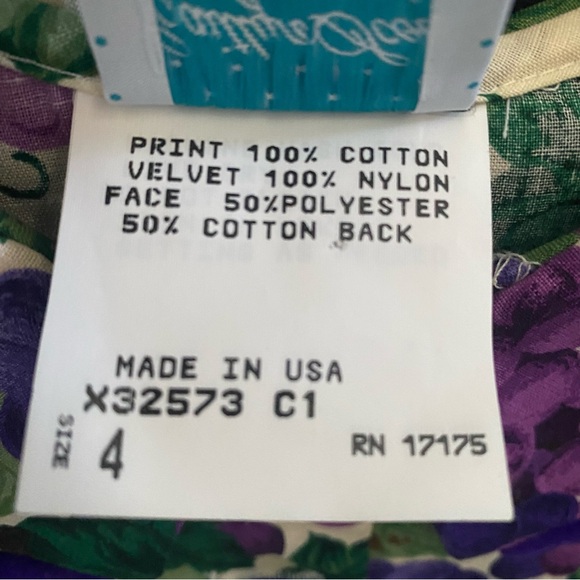 PRINT 100% COTTON
VELVET 100% NYLON
FACE 50%POLYESTER
50% COTTON BACK
MADE IN USA
X32573 C1
SIZE 4
RN 17175